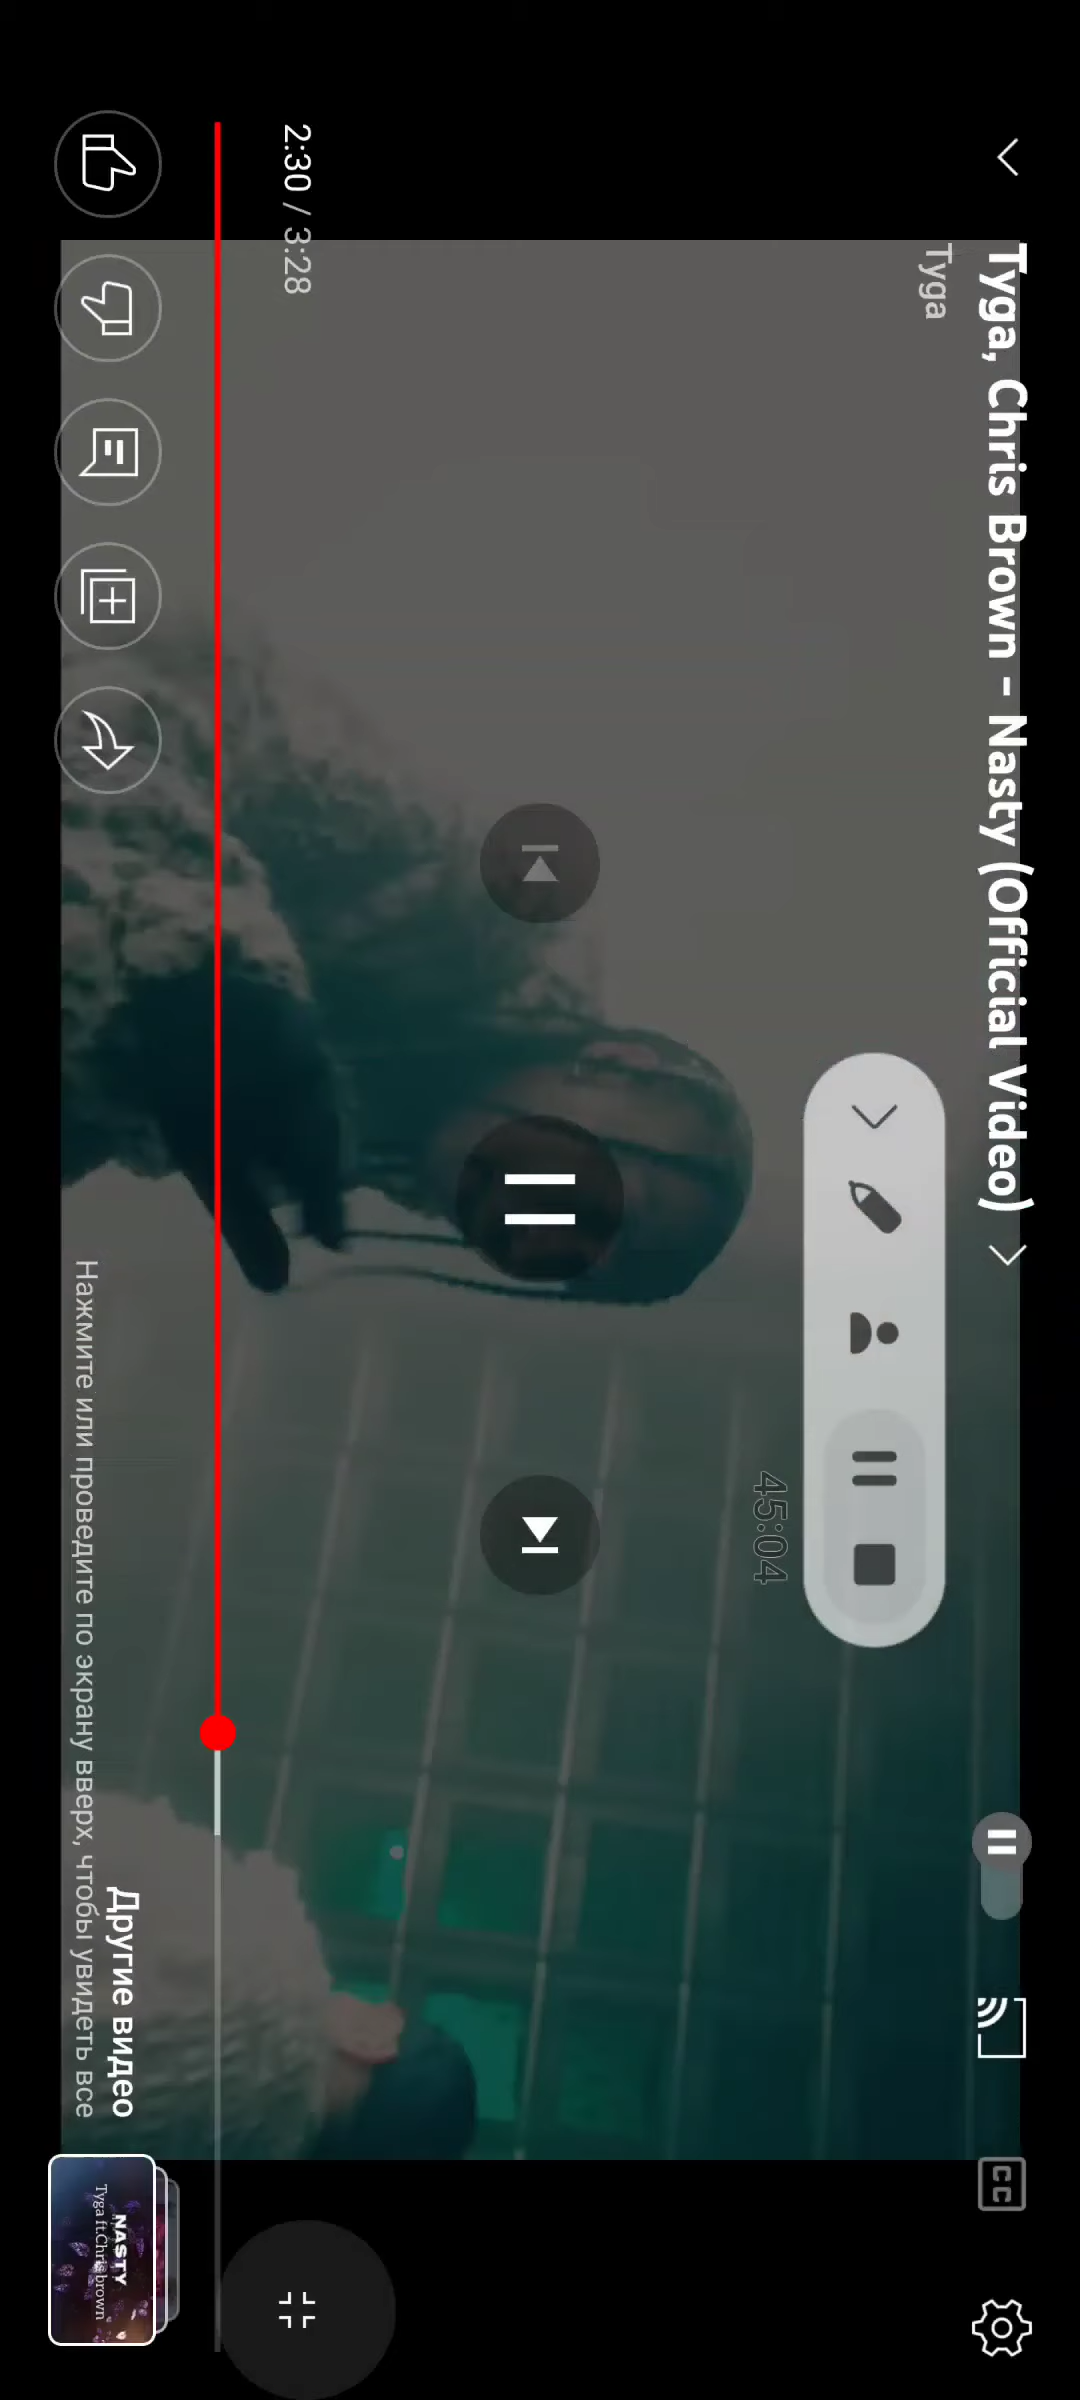 Tyga, Chris Brown - Nasty (Official Video)
Tyga
CC
45:04
2:30 / 3:28
Другие видео
Нажмите или проведите по экрану вверх, чтобы увидеть все
NASTY
Tyga ft.Chris brown